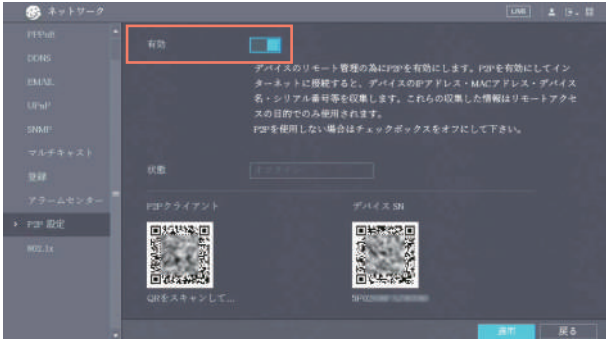 ネットワーク
LIVE
PPPoE
DDNS
EMAIL
UPnP
SNMP
マルチキャスト
登録
アラームセンター
P2P 設定
802.1x
有効
デバイスのリモート管理の為にP2Pを有効にします。P2Pを有効にしてイン
ターネットに接続すると、デバイスのIPアドレス・MACアドレス・デバイス
名・シリアル番号等を収集します。これらの収集した情報はリモートアクセ
スの目的でのみ使用されます。
P2Pを使用しない場合はチェックボックスをオフにして下さい。
状態
P2Pクライアント
デバイス SN
QRをスキャンして...
適用
戻る